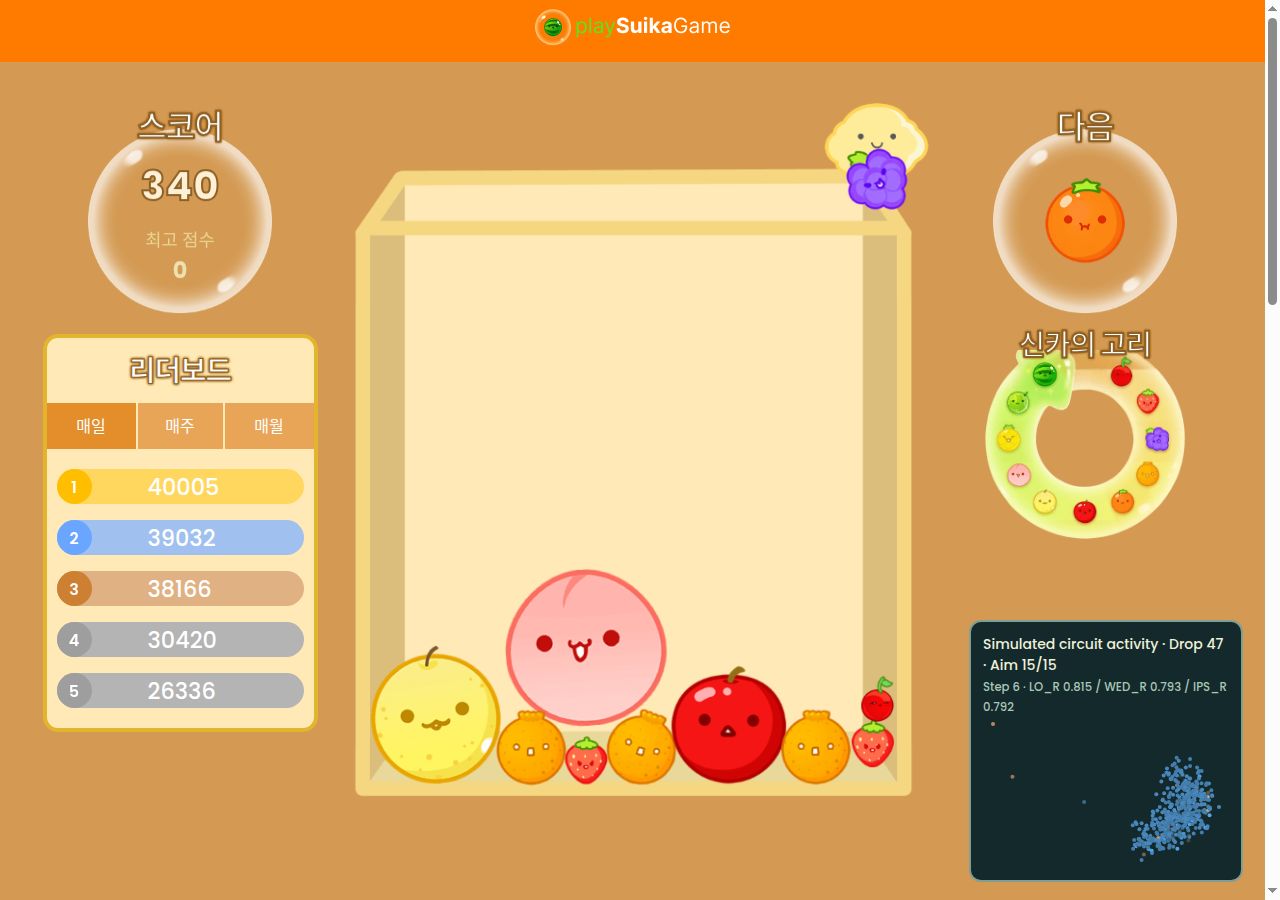 playSuikaGame
스코어
340
최고 점수
0
다음
신카의 고리
리더보드
매일 매주 매월
1 40005
2 39032
3 38166
4 30420
5 26336
Simulated circuit activity · Drop 47
· Aim 15/15
Step 6 · LO_R 0.815 / WED_R 0.793 / IPS_R
0.792